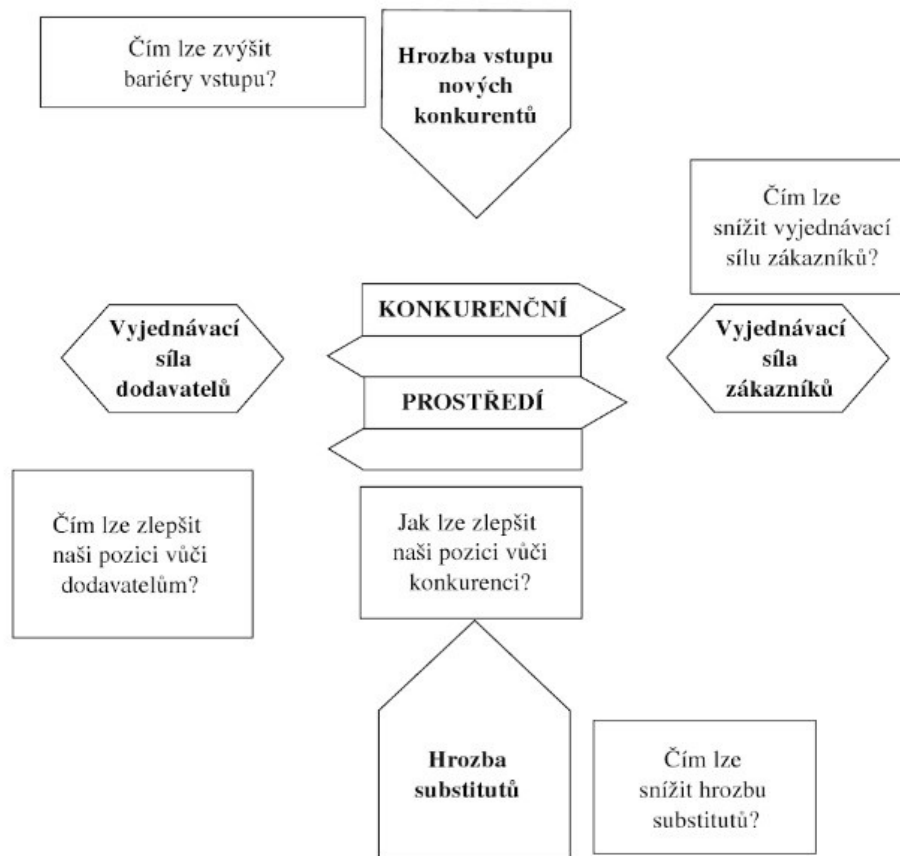 Čím lze zvýšit
bariéry vstupu?
Hrozba vstupu
nových
konkurentů
Čím lze
snížit vyjednávací
sílu zákazníků?
Vyjednávací
síla
dodavatelů
KONKURENČNÍ
PROSTŘEDÍ
Vyjednávací
síla
zákazníků
Čím lze zlepšit
naši pozici vůči
dodavatelům?
Jak lze zlepšit
naši pozici vůči
konkurenci?
Hrozba
substitutů
Čím lze
snížit hrozbu
substitutů?